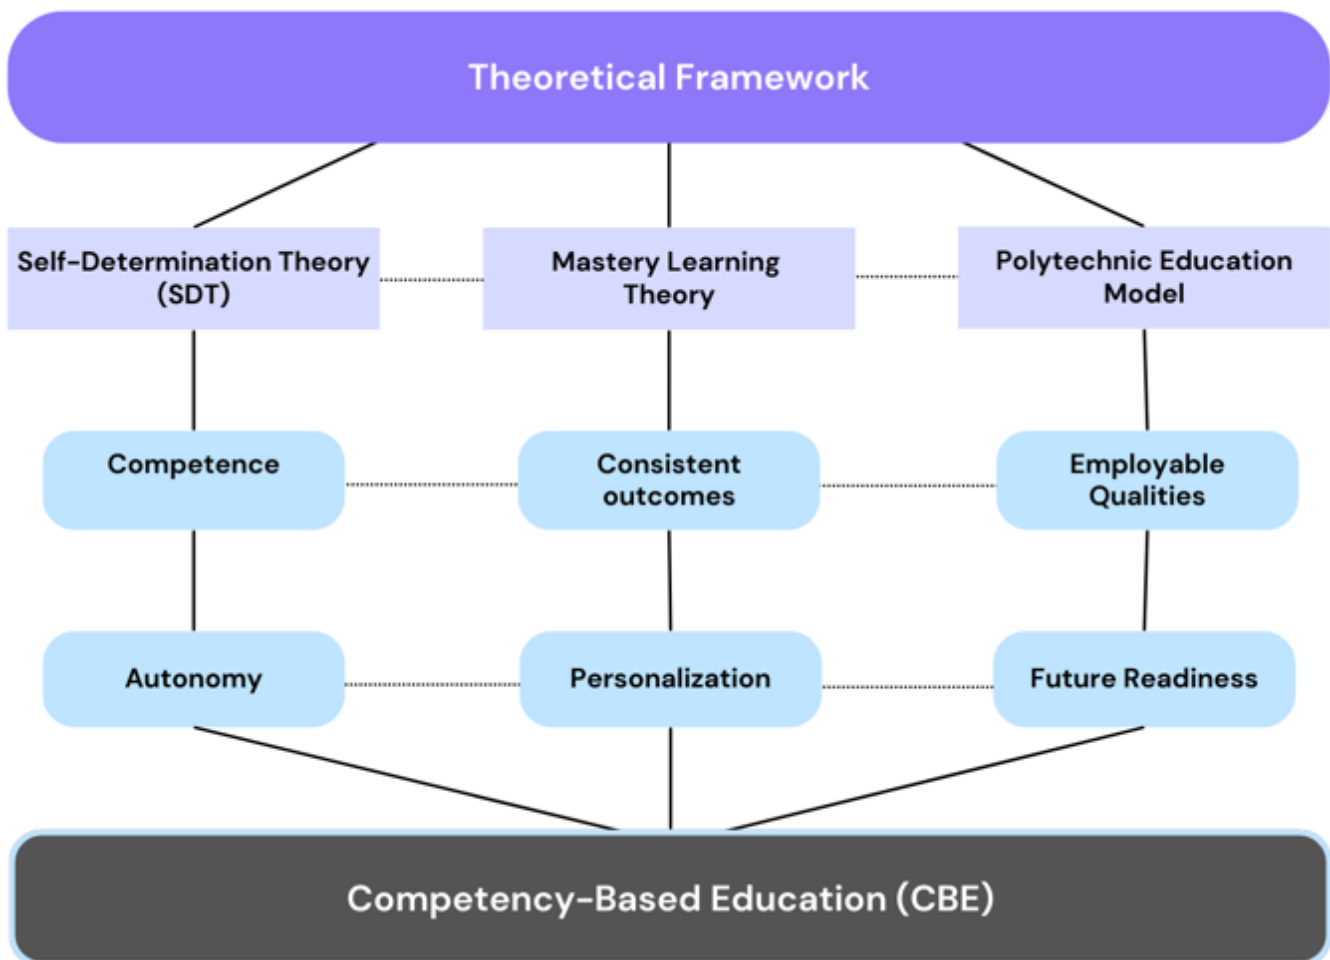 Theoretical Framework
Self-Determination Theory
(SDT)
Mastery Learning
Theory
Polytechnic Education
Model
Competence
Consistent
outcomes
Employable
Qualities
Autonomy
Personalization
Future Readiness
Competency-Based Education (CBE)